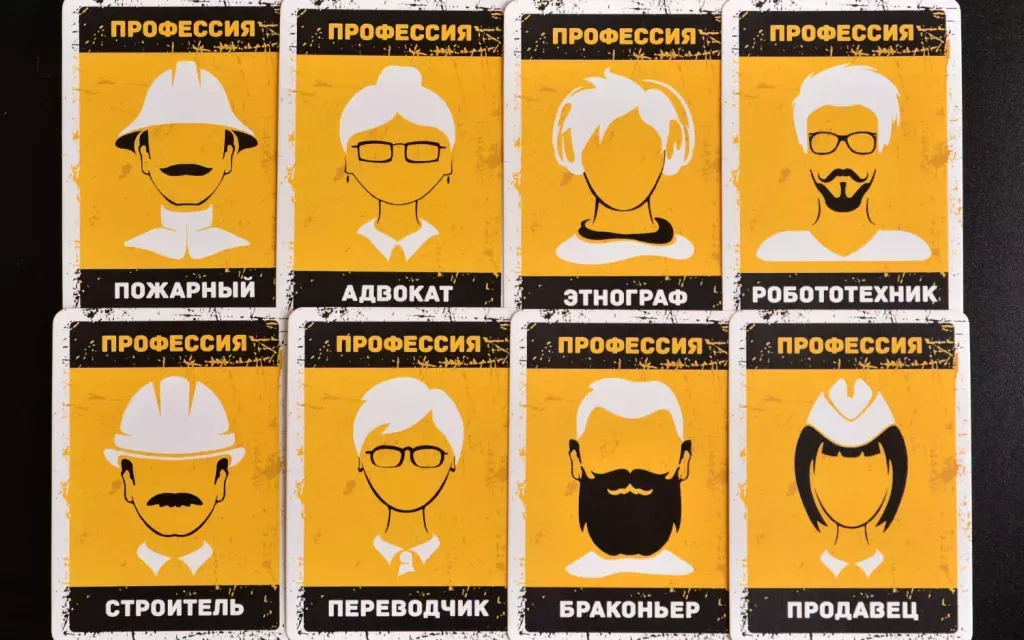 ПРОФЕССИЯ
ПОЖАРНЫЙ
ПРОФЕССИЯ
АДВОКАТ
ПРОФЕССИЯ
ЭТНОГРАФ
ПРОФЕССИЯ
РОБОТОТЕХНИК
ПРОФЕССИЯ
СТРОИТЕЛЬ
ПРОФЕССИЯ
ПЕРЕВОДЧИК
ПРОФЕССИЯ
БРАКОНЬЕР
ПРОФЕССИЯ
ПРОДАВЕЦ